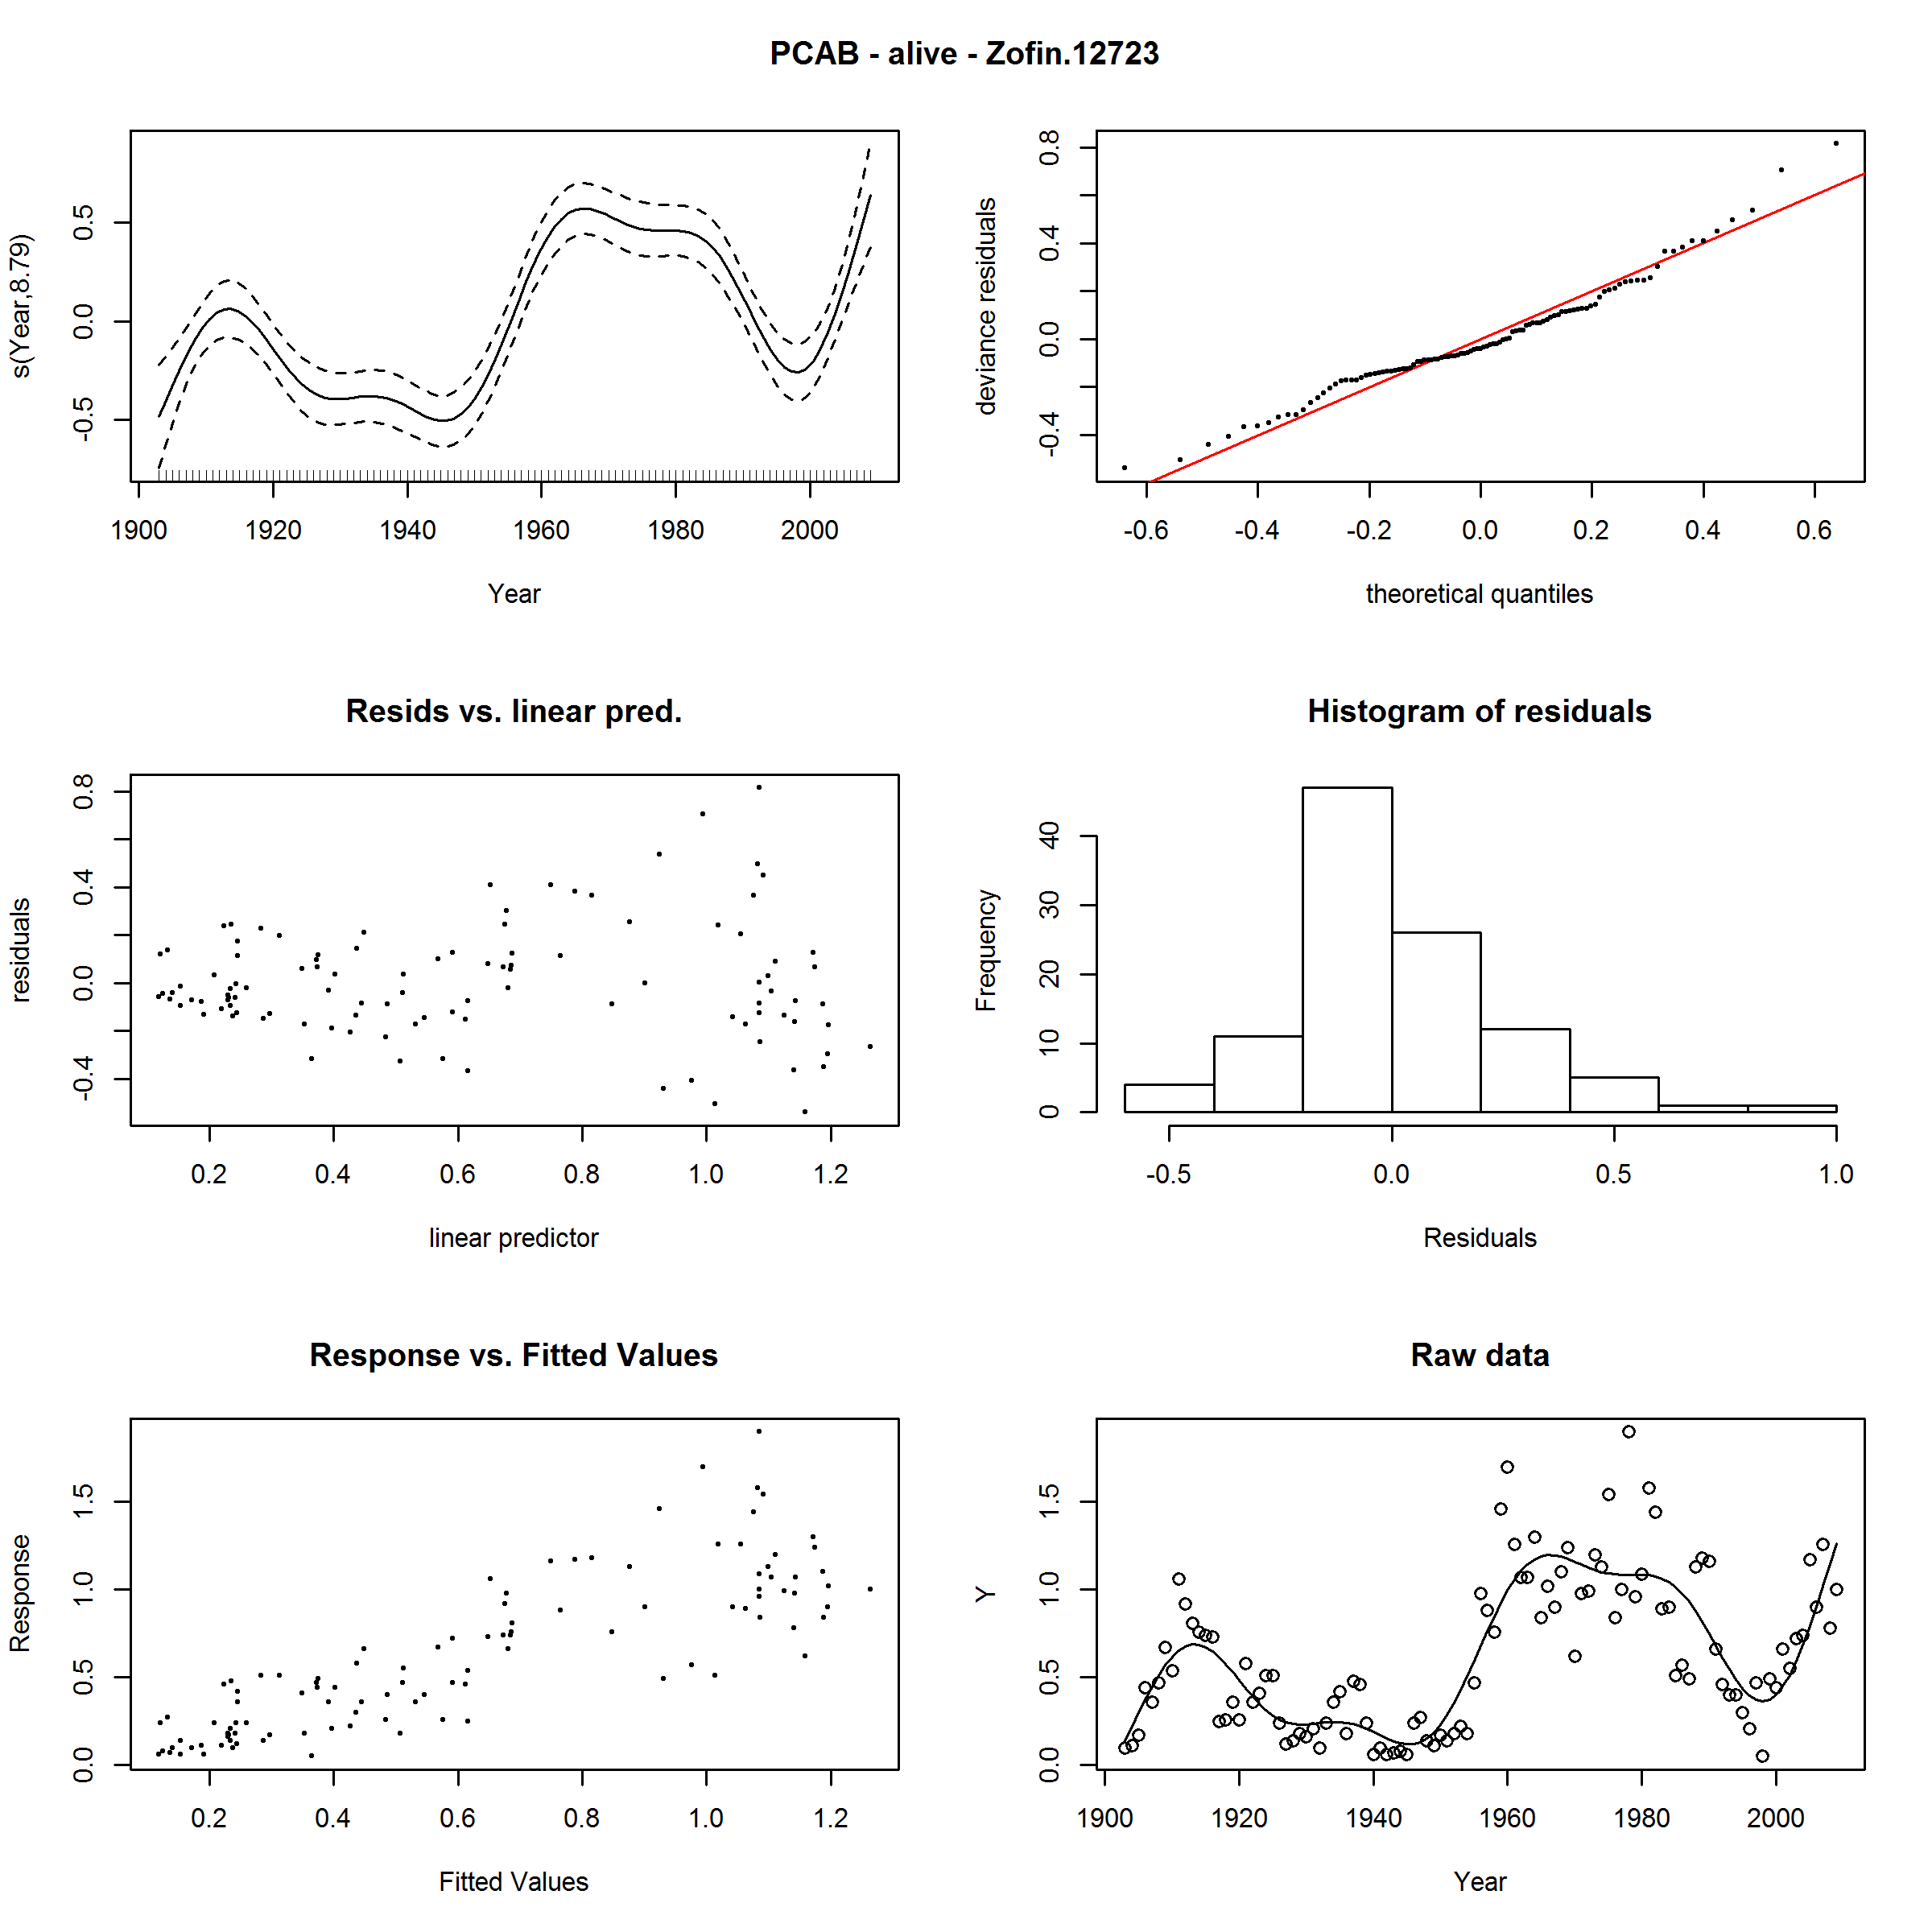 PCAB - alive - Zofin.12723
s(Year,8.79)
-0.5 0.0 0.5
1900 1920 1940 1960 1980 2000
Year
deviance residuals
-0.4 0.0 0.4 0.8
-0.6 -0.4 -0.2 0.0 0.2 0.4 0.6
theoretical quantiles
Resids vs. linear pred.
residuals
-0.4 0.0 0.4 0.8
0.2 0.4 0.6 0.8 1.0 1.2
linear predictor
Histogram of residuals
Frequency
0 10 20 30 40
-0.5 0.0 0.5 1.0
Residuals
Response vs. Fitted Values
Response
0.0 0.5 1.0 1.5
0.2 0.4 0.6 0.8 1.0 1.2
Fitted Values
Raw data
Y
0.0 0.5 1.0 1.5
1900 1920 1940 1960 1980 2000
Year